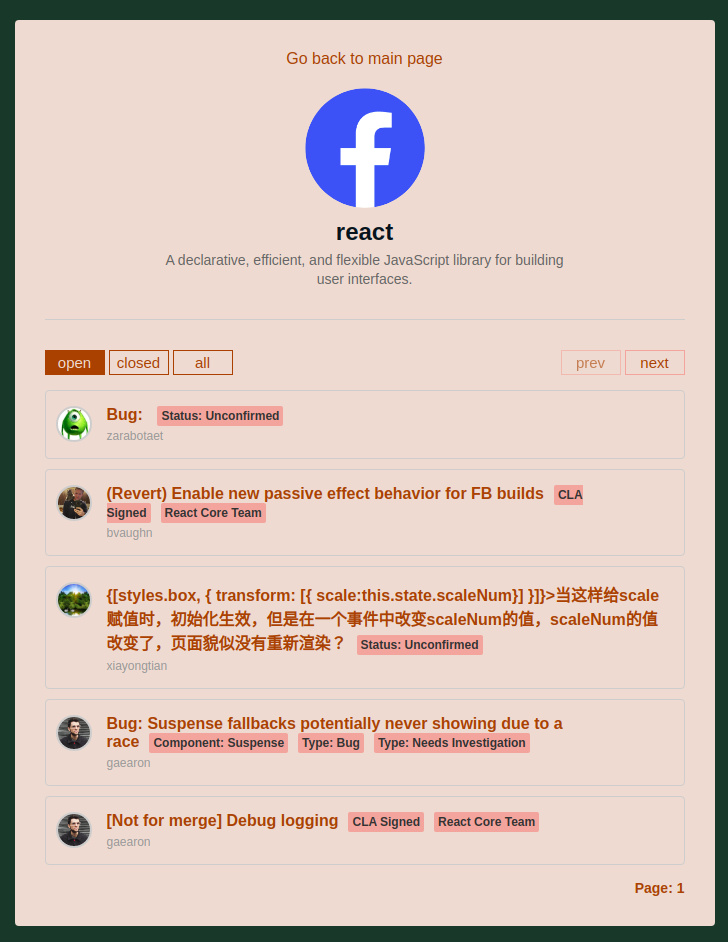 Go back to main page
react
A declarative, efficient, and flexible JavaScript library for building
user interfaces.
open closed all prev next
Bug: Status: Unconfirmed
zarabotaet
(Revert) Enable new passive effect behavior for FB builds CLA
Signed React Core Team
bvaughn
{[styles.box, { transform: [{ scale:this.state.scaleNum}] }]}>当这样给scale
赋值时，初始化生效，但是在一个事件中改变scaleNum的值，scaleNum的值
改变了，页面貌似没有重新渲染？ Status: Unconfirmed
xiayongtian
Bug: Suspense fallbacks potentially never showing due to a
race Component: Suspense Type: Bug Type: Needs Investigation
gaearon
[Not for merge] Debug logging CLA Signed React Core Team
gaearon
Page: 1